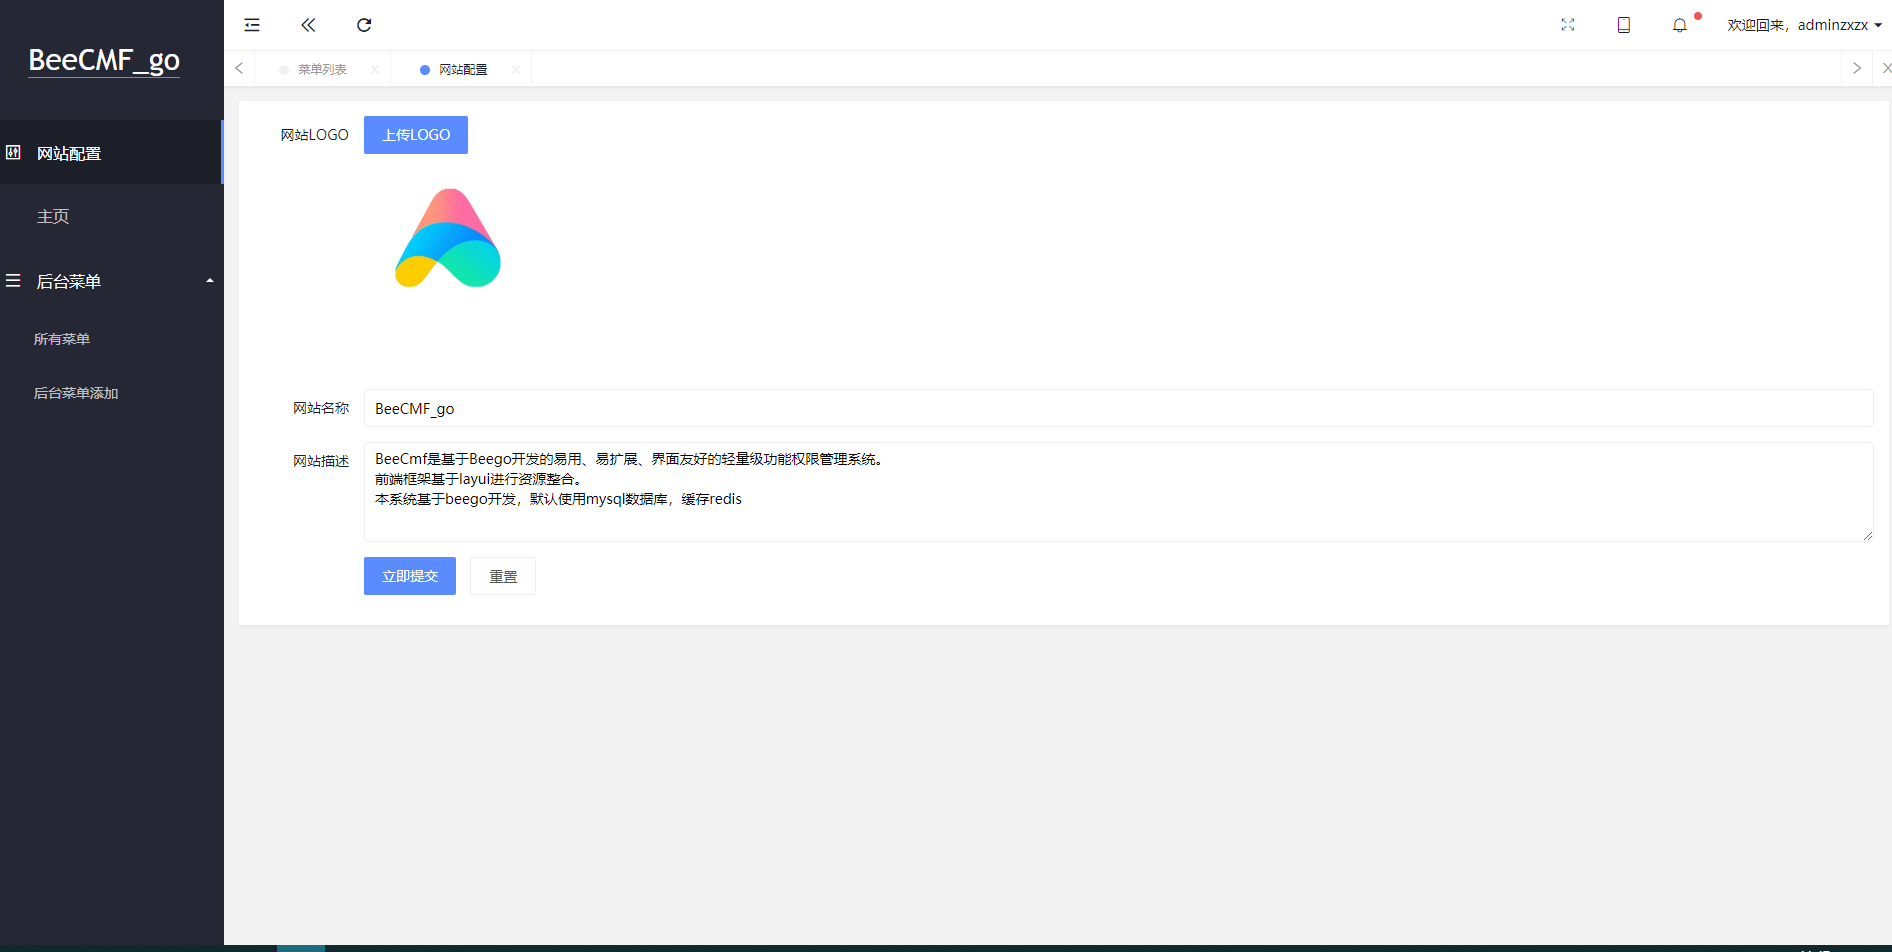 BeeCMF_go
网站配置
主页
后台菜单
所有菜单
后台菜单添加
欢迎回来，adminzxzx
菜单列表
网站配置
网站LOGO
上传LOGO
网站名称
BeeCMF_go
网站描述
BeeCmf是基于Beego开发的易用、易扩展、界面友好的轻量级功能权限管理系统。
前端框架基于layui进行资源整合。
本系统基于beego开发，默认使用mysql数据库，缓存redis
立即提交
重置